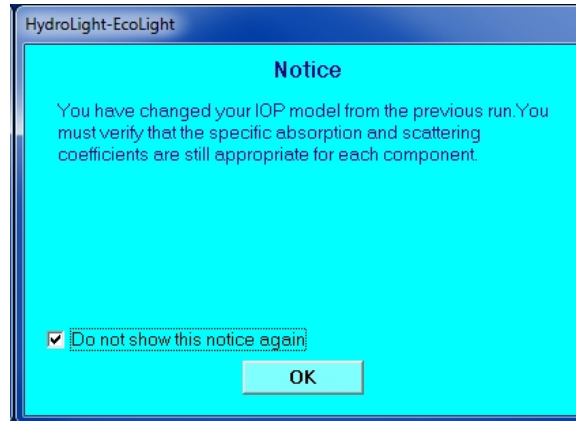 HydroLight-EcoLight
Notice
You have changed your IOP model from the previous run.You
must verify that the specific absorption and scattering
coefficients are still appropriate for each component.
Do not show this notice again
OK